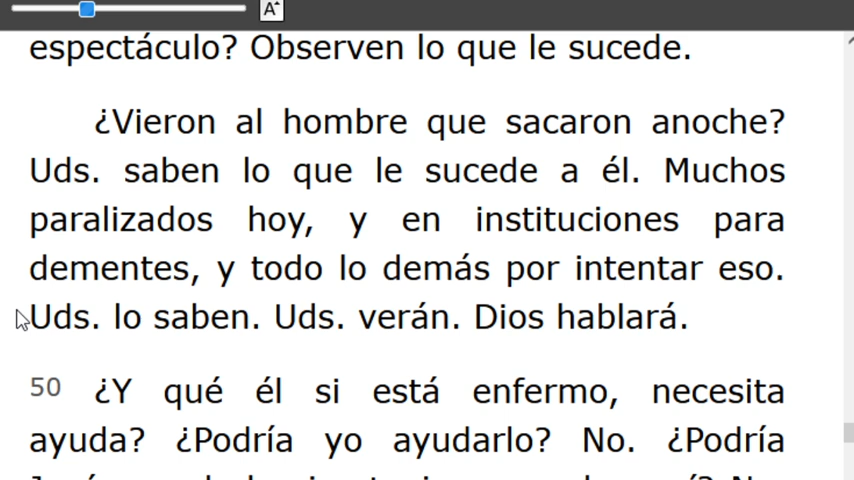 A
espectáculo? Observen lo que le sucede.
¿Vieron al hombre que sacaron anoche?
Uds. saben lo que le sucede a él. Muchos
paralizados hoy, y en instituciones para
dementes, y todo lo demás por intentar eso.
Uds. lo saben. Uds. verán. Dios hablará.
50 ¿Y qué él si está enfermo, necesita
ayuda? ¿Podría yo ayudarlo? No. ¿Podría